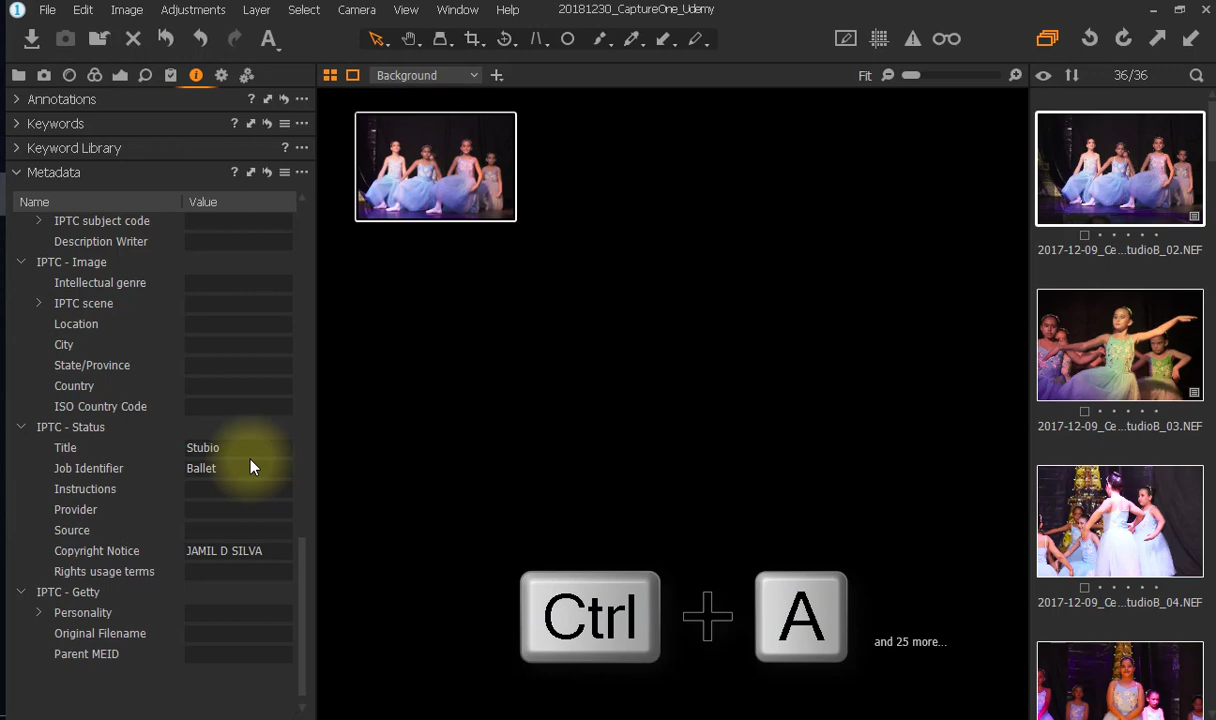 1 File Edit Image Adjustments Layer Select Camera View Window Help 20181230_CaptureOne_Udemy
A
Background Fit 36/36
Annotations ? ...
Keywords ? ...
Keyword Library ? ...
Metadata ? ...
Name Value
IPTC subject code
Description Writer
IPTC - Image
Intellectual genre
IPTC scene
Location
City
State/Province
Country
ISO Country Code
IPTC - Status
Title Stubio
Job Identifier Ballet
Instructions
Provider
Source
Copyright Notice JAMIL D SILVA
Rights usage terms
IPTC - Getty
Personality
Original Filename
Parent MEID
Ctrl + A
and 25 more...
2017-12-09_Ce...tudioB_02.NEF
2017-12-09_Ce...tudioB_03.NEF
2017-12-09_Ce...tudioB_04.NEF